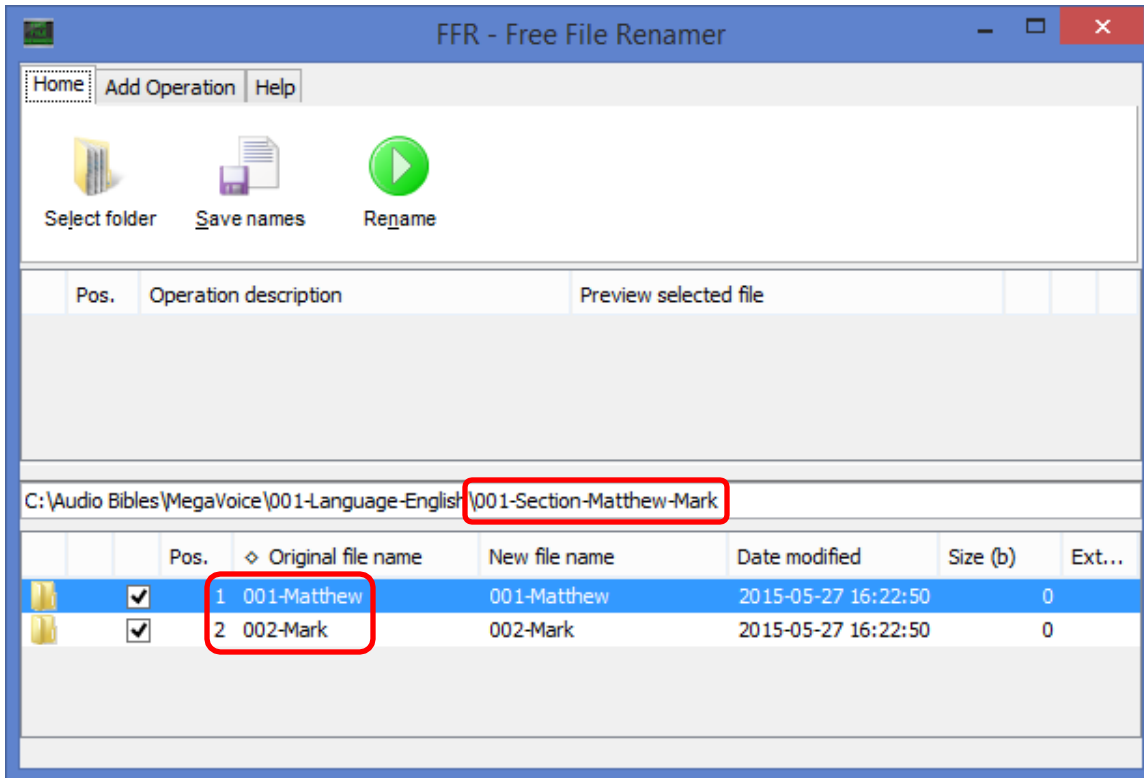 FFR - Free File Renamer
Home Add Operation Help
Select folder Save names Rename
Pos. Operation description Preview selected file
C:\Audio Bibles\MegaVoice\001-Language-English\001-Section-Matthew-Mark
Pos. Original file name New file name Date modified Size (b) Ext...
1 001-Matthew 001-Matthew 2015-05-27 16:22:50 0
2 002-Mark 002-Mark 2015-05-27 16:22:50 0